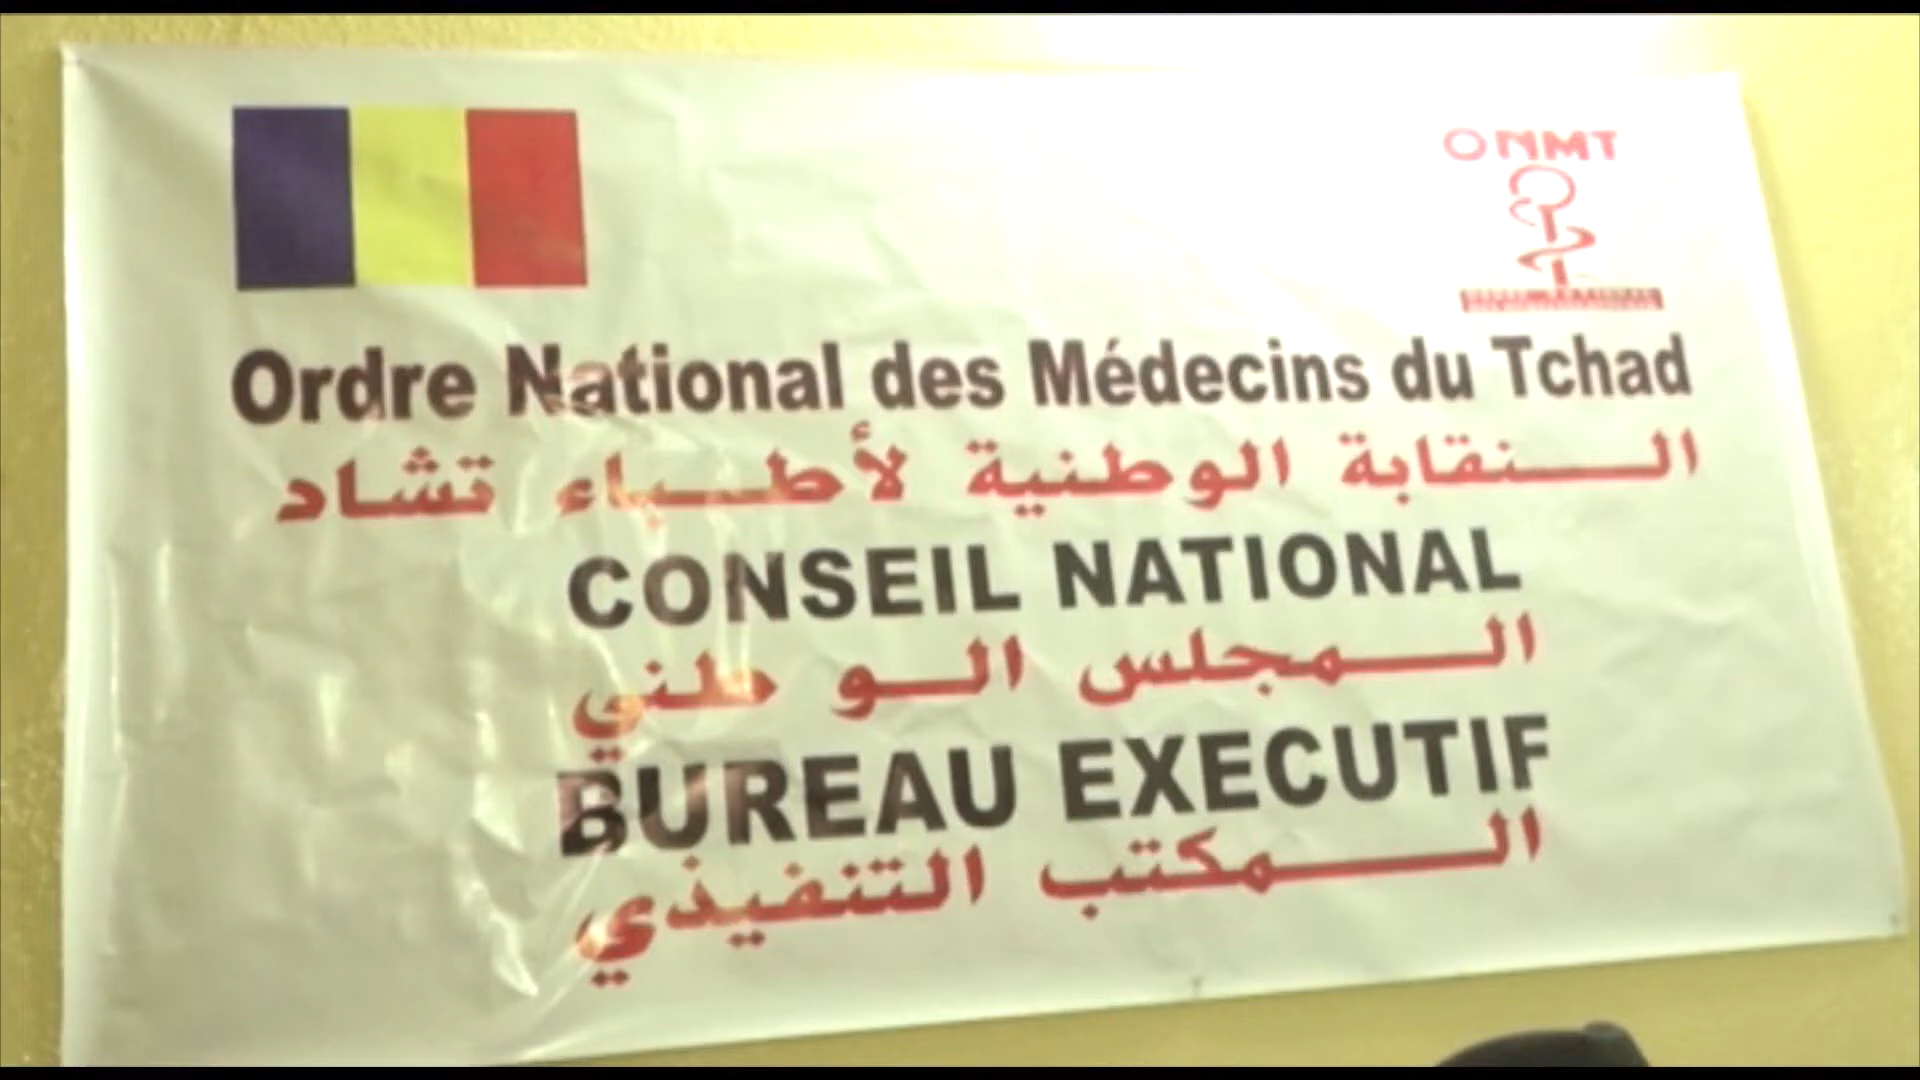 ONMT
Ordre National des Médecins du Tchad
النقابة الوطنية لأطباء تشاد
CONSEIL NATIONAL
المجلس الوطني
BUREAU EXECUTIF
المكتب التنفيذي